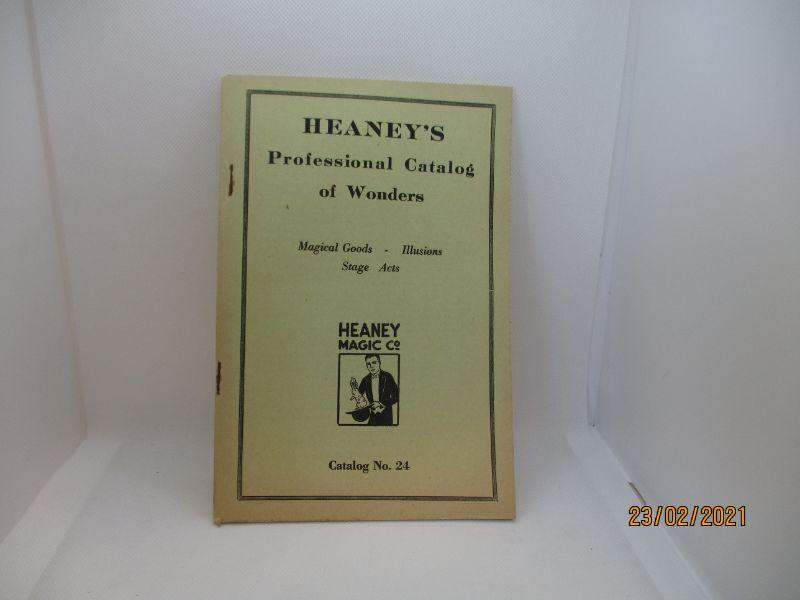 HEANEY'S
Professional Catalog
of Wonders
Magical Goods - Illusions
Stage Acts
HEANEY
MAGIC Co
Catalog No. 24
23/02/2021